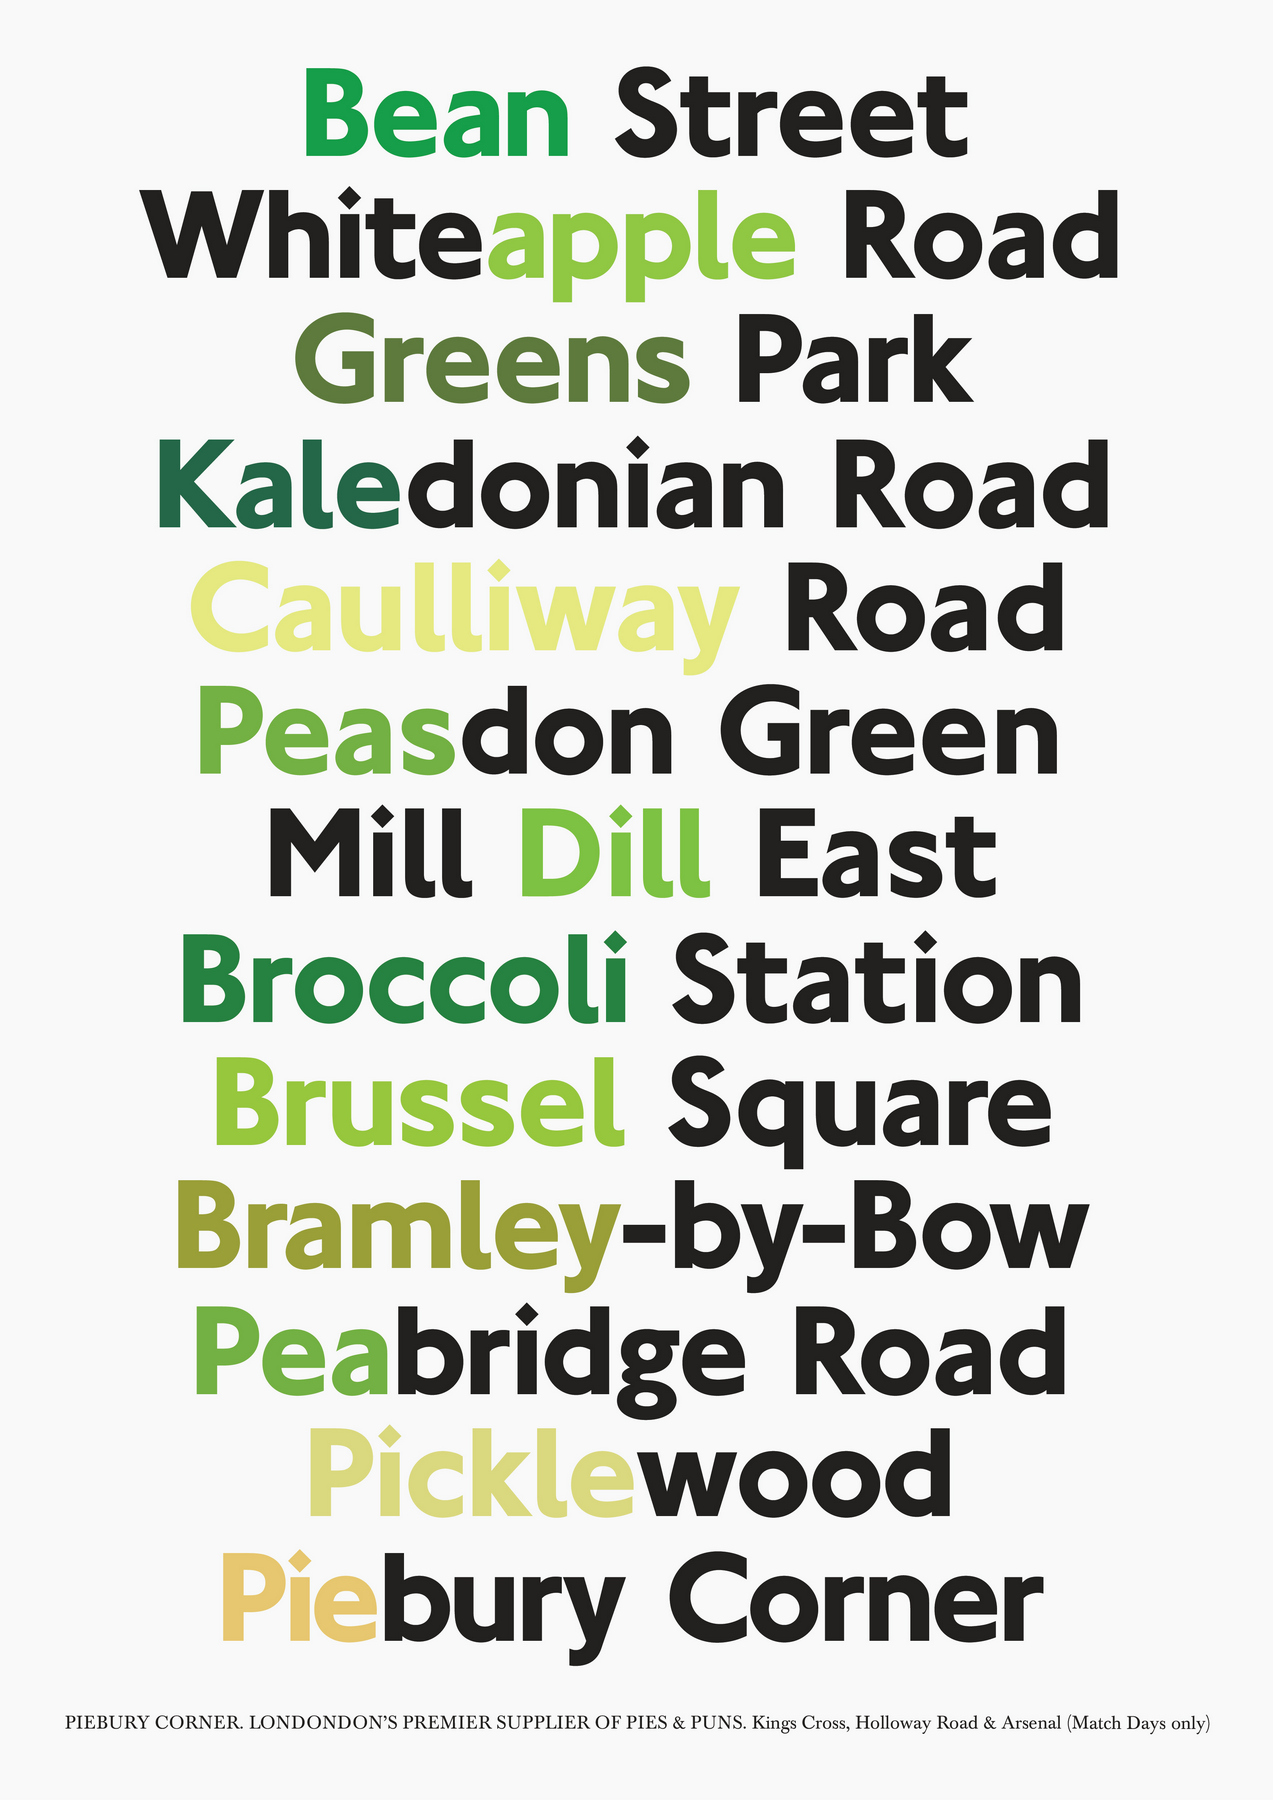 Bean Street
Whiteapple Road
Greens Park
Kaledonian Road
Caulliway Road
Peasdon Green
Mill Dill East
Broccoli Station
Brussel Square
Bramley-by-Bow
Peabridge Road
Picklewood
Piebury Corner
PIEBURY CORNER. LONDONDON'S PREMIER SUPPLIER OF PIES & PUNS. Kings Cross, Holloway Road & Arsenal (Match Days only)